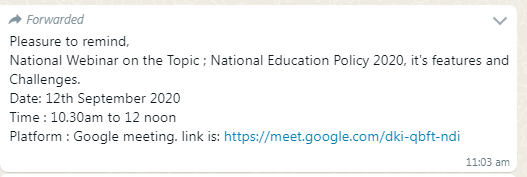 Forwarded
Pleasure to remind,
National Webinar on the Topic ; National Education Policy 2020, it's features and
Challenges.
Date: 12th September 2020
Time : 10.30am to 12 noon
Platform : Google meeting. link is: https://meet.google.com/dki-qbft-ndi
11:03 am